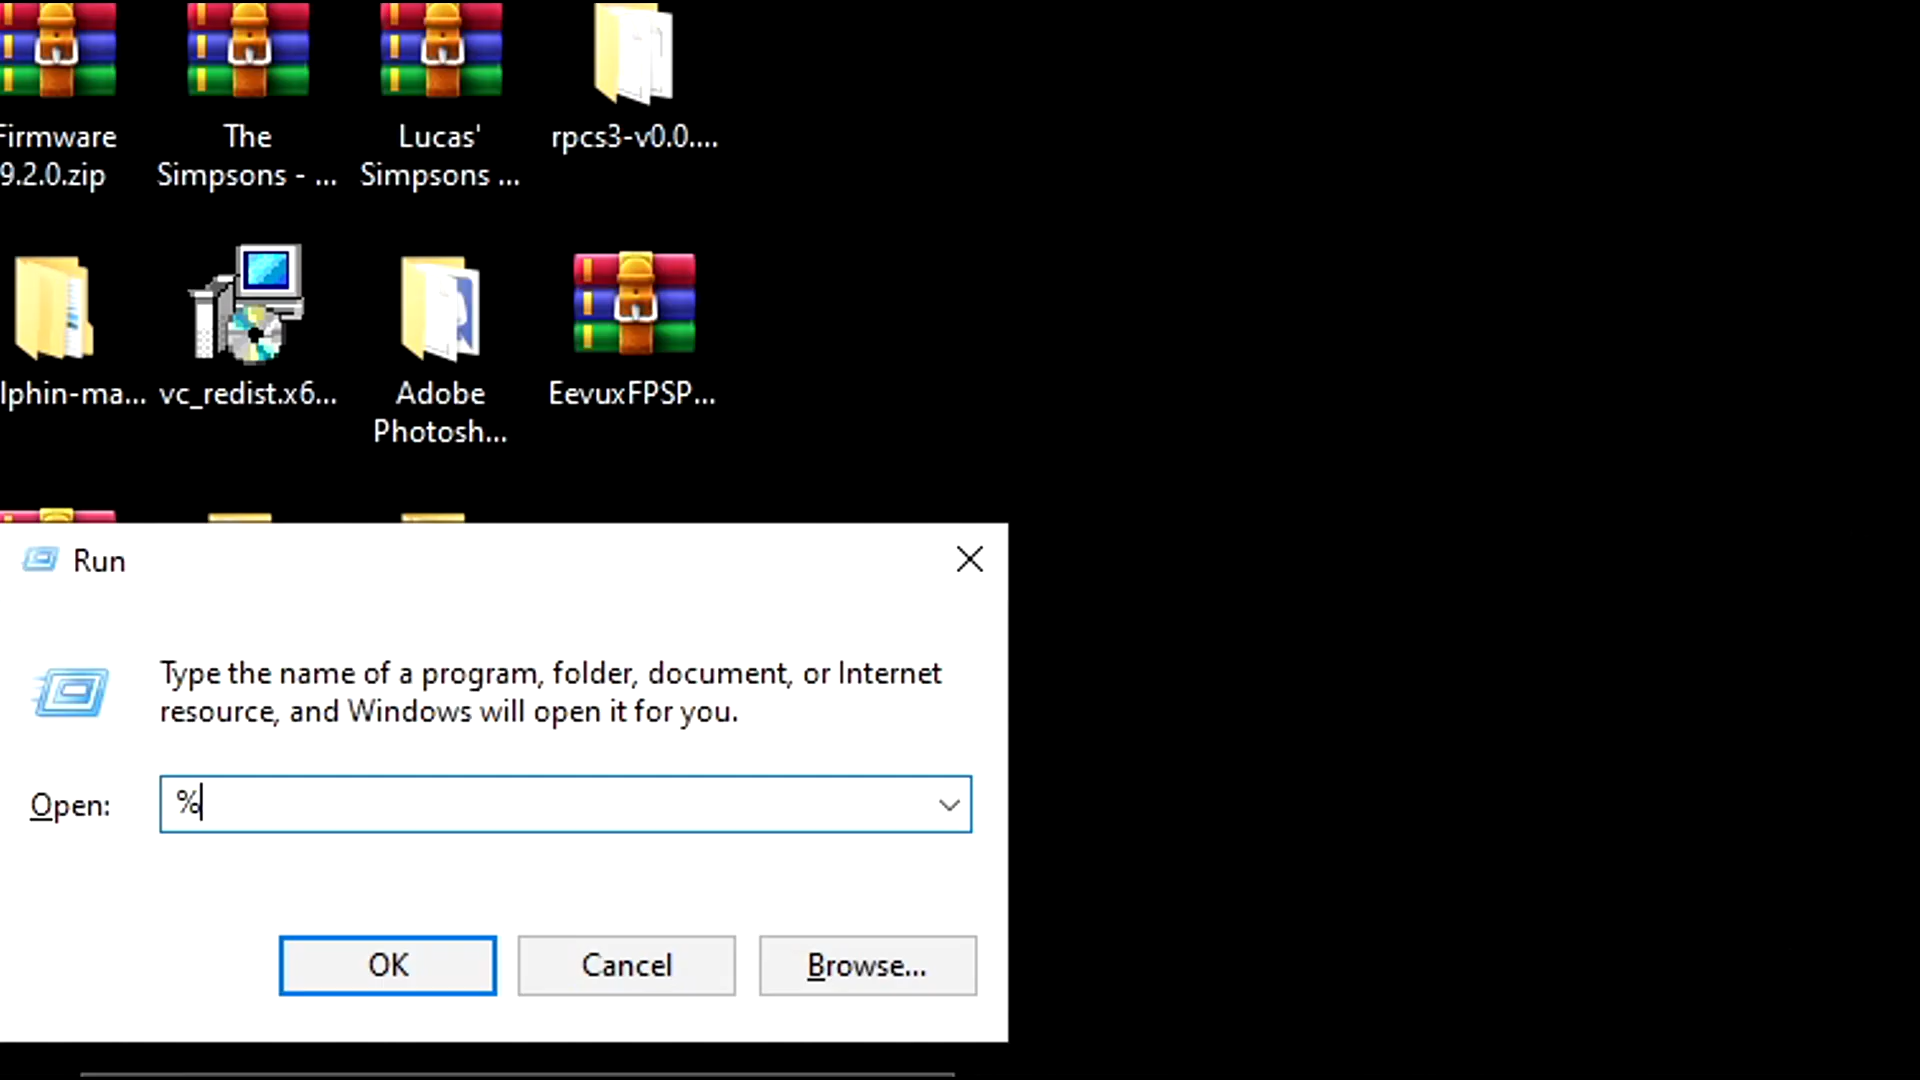 Firmware
9.2.0.zip
The
Simpsons - ...
Lucas'
Simpsons ...
rpcs3-v0.0....
lphin-ma...
vc_redist.x6...
Adobe
Photosh...
EevuxFPSP...
Run
Type the name of a program, folder, document, or Internet
resource, and Windows will open it for you.
Open:
%
OK
Cancel
Browse...